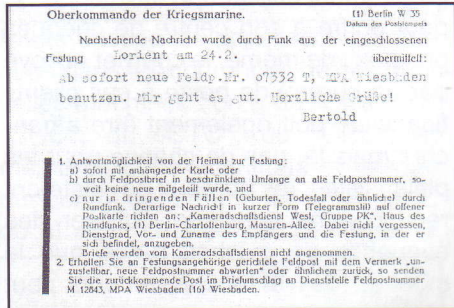 Oberkommando der Kriegsmarine.
(1) Berlin W 35
Datum des Poststempels
Nachstehende Nachricht wurde durch Funk aus der eingeschlossenen
Festung Lorient am 24.2. übermittelt:
Ab sofort neue Feldp.Nr. o7332 T, MPA Wiesbaden
benutzen. Mir geht es gut. Herzliche Grüße!
Bertold
1. Antwortmöglichkeit von der Heimat zur Festung:
a) sofort mit anhängender Karte oder
b) durch Feldpostbrief in beschränktem Umfange an alle Feldpostnummer, so-
weit keine neue mitgeteilt wurde, und
c) nur in dringenden Fällen (Geburten, Todesfall oder ähnliche) durch
Rundfunk. Derartige Nachricht in kurzer Form (Telegrammstil) auf offener
Postkarte richten an: „Kameradschaftsdienst West, Gruppe PK", Haus des
Rundfunks, (1) Berlin-Charlottenburg, Masuren-Allee. Dabei nicht vergessen,
Dienstgrad, Vor- und Zuname des Empfängers und die Festung, in der er
sich befindet, anzugeben.
Briefe werden vom Kameradschaftsdienst nicht angenommen.
2. Erhalten Sie an Festungsangehörige gerichtete Feldpost mit dem Vermerk „un-
zustellbar, neue Feldpostnummer abwarten" oder ähnlichem zurück, so senden
Sie die zurückkommende Post im Briefumschlag an Dienststelle Feldpostnummer
M 12843, MPA Wiesbaden (16) Wiesbaden.